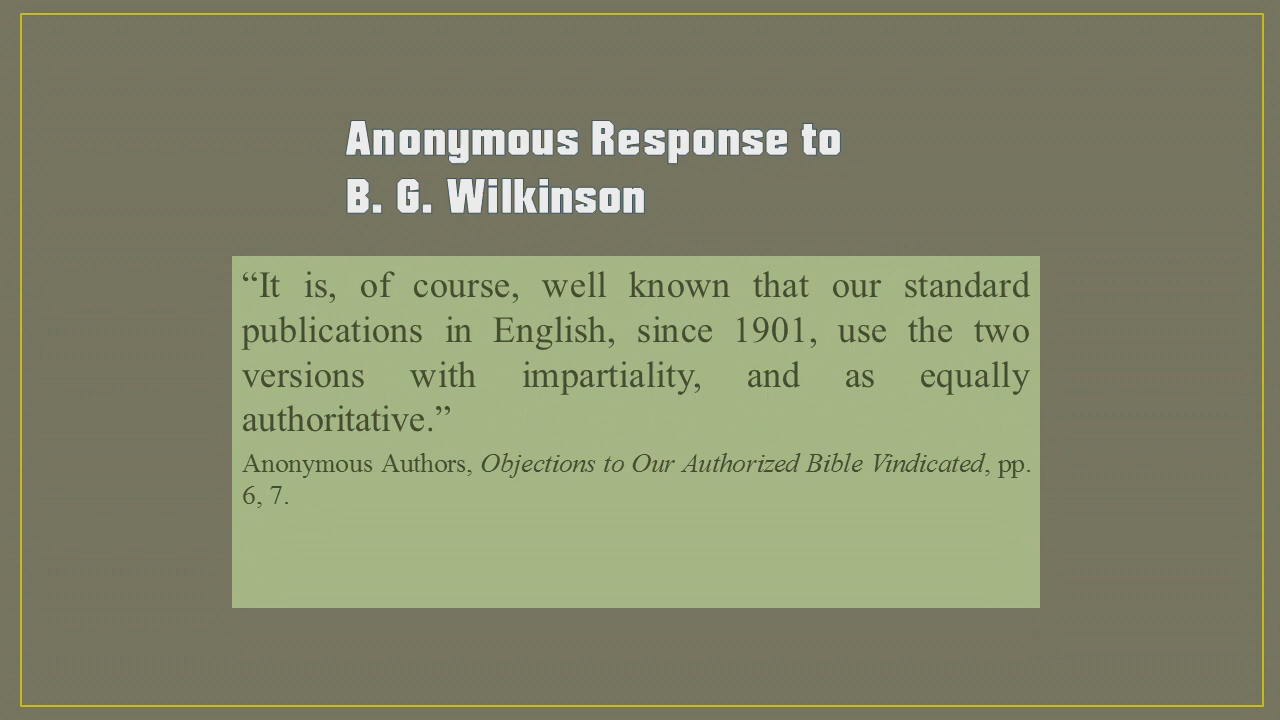 Anonymous Response to
B. G. Wilkinson
“It is, of course, well known that our standard
publications in English, since 1901, use the two
versions with impartiality, and as equally
authoritative.”
Anonymous Authors, Objections to Our Authorized Bible Vindicated, pp.
6, 7.